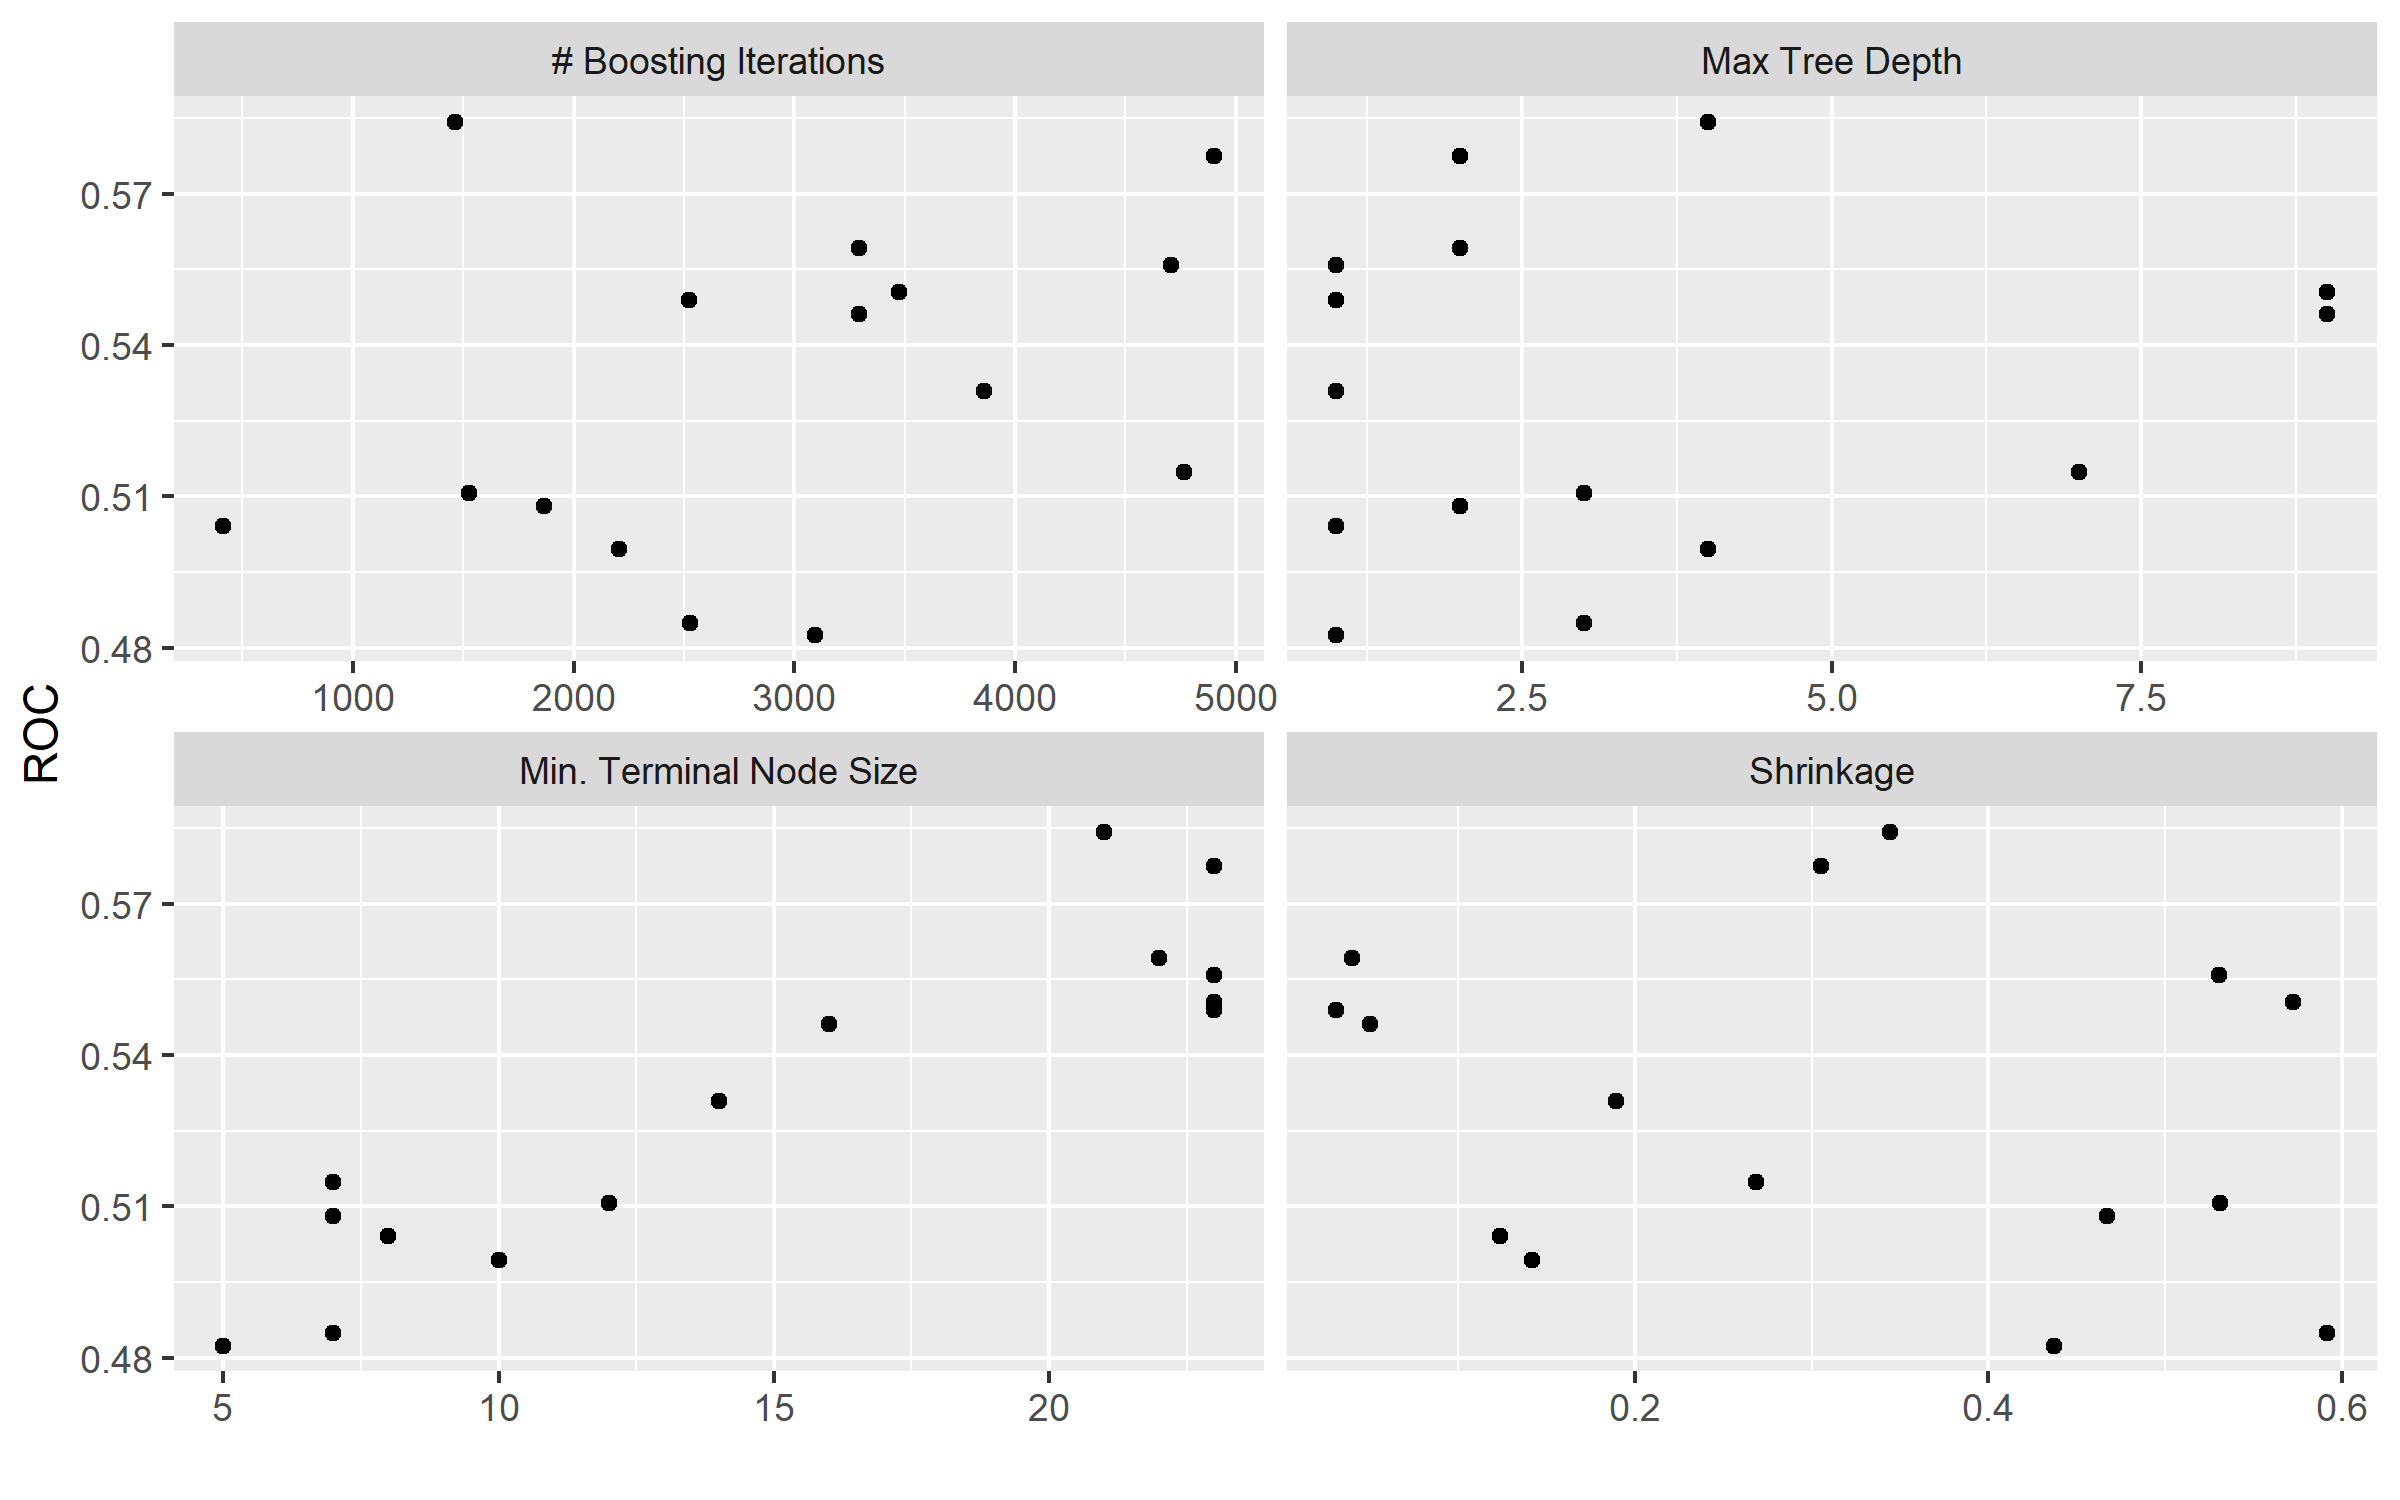 # Boosting Iterations
Max Tree Depth
0.57
0.54
0.51
0.48
1000 2000 3000 4000 5000
2.5 5.0 7.5
ROC
Min. Terminal Node Size
Shrinkage
0.57
0.54
0.51
0.48
5 10 15 20
0.2 0.4 0.6